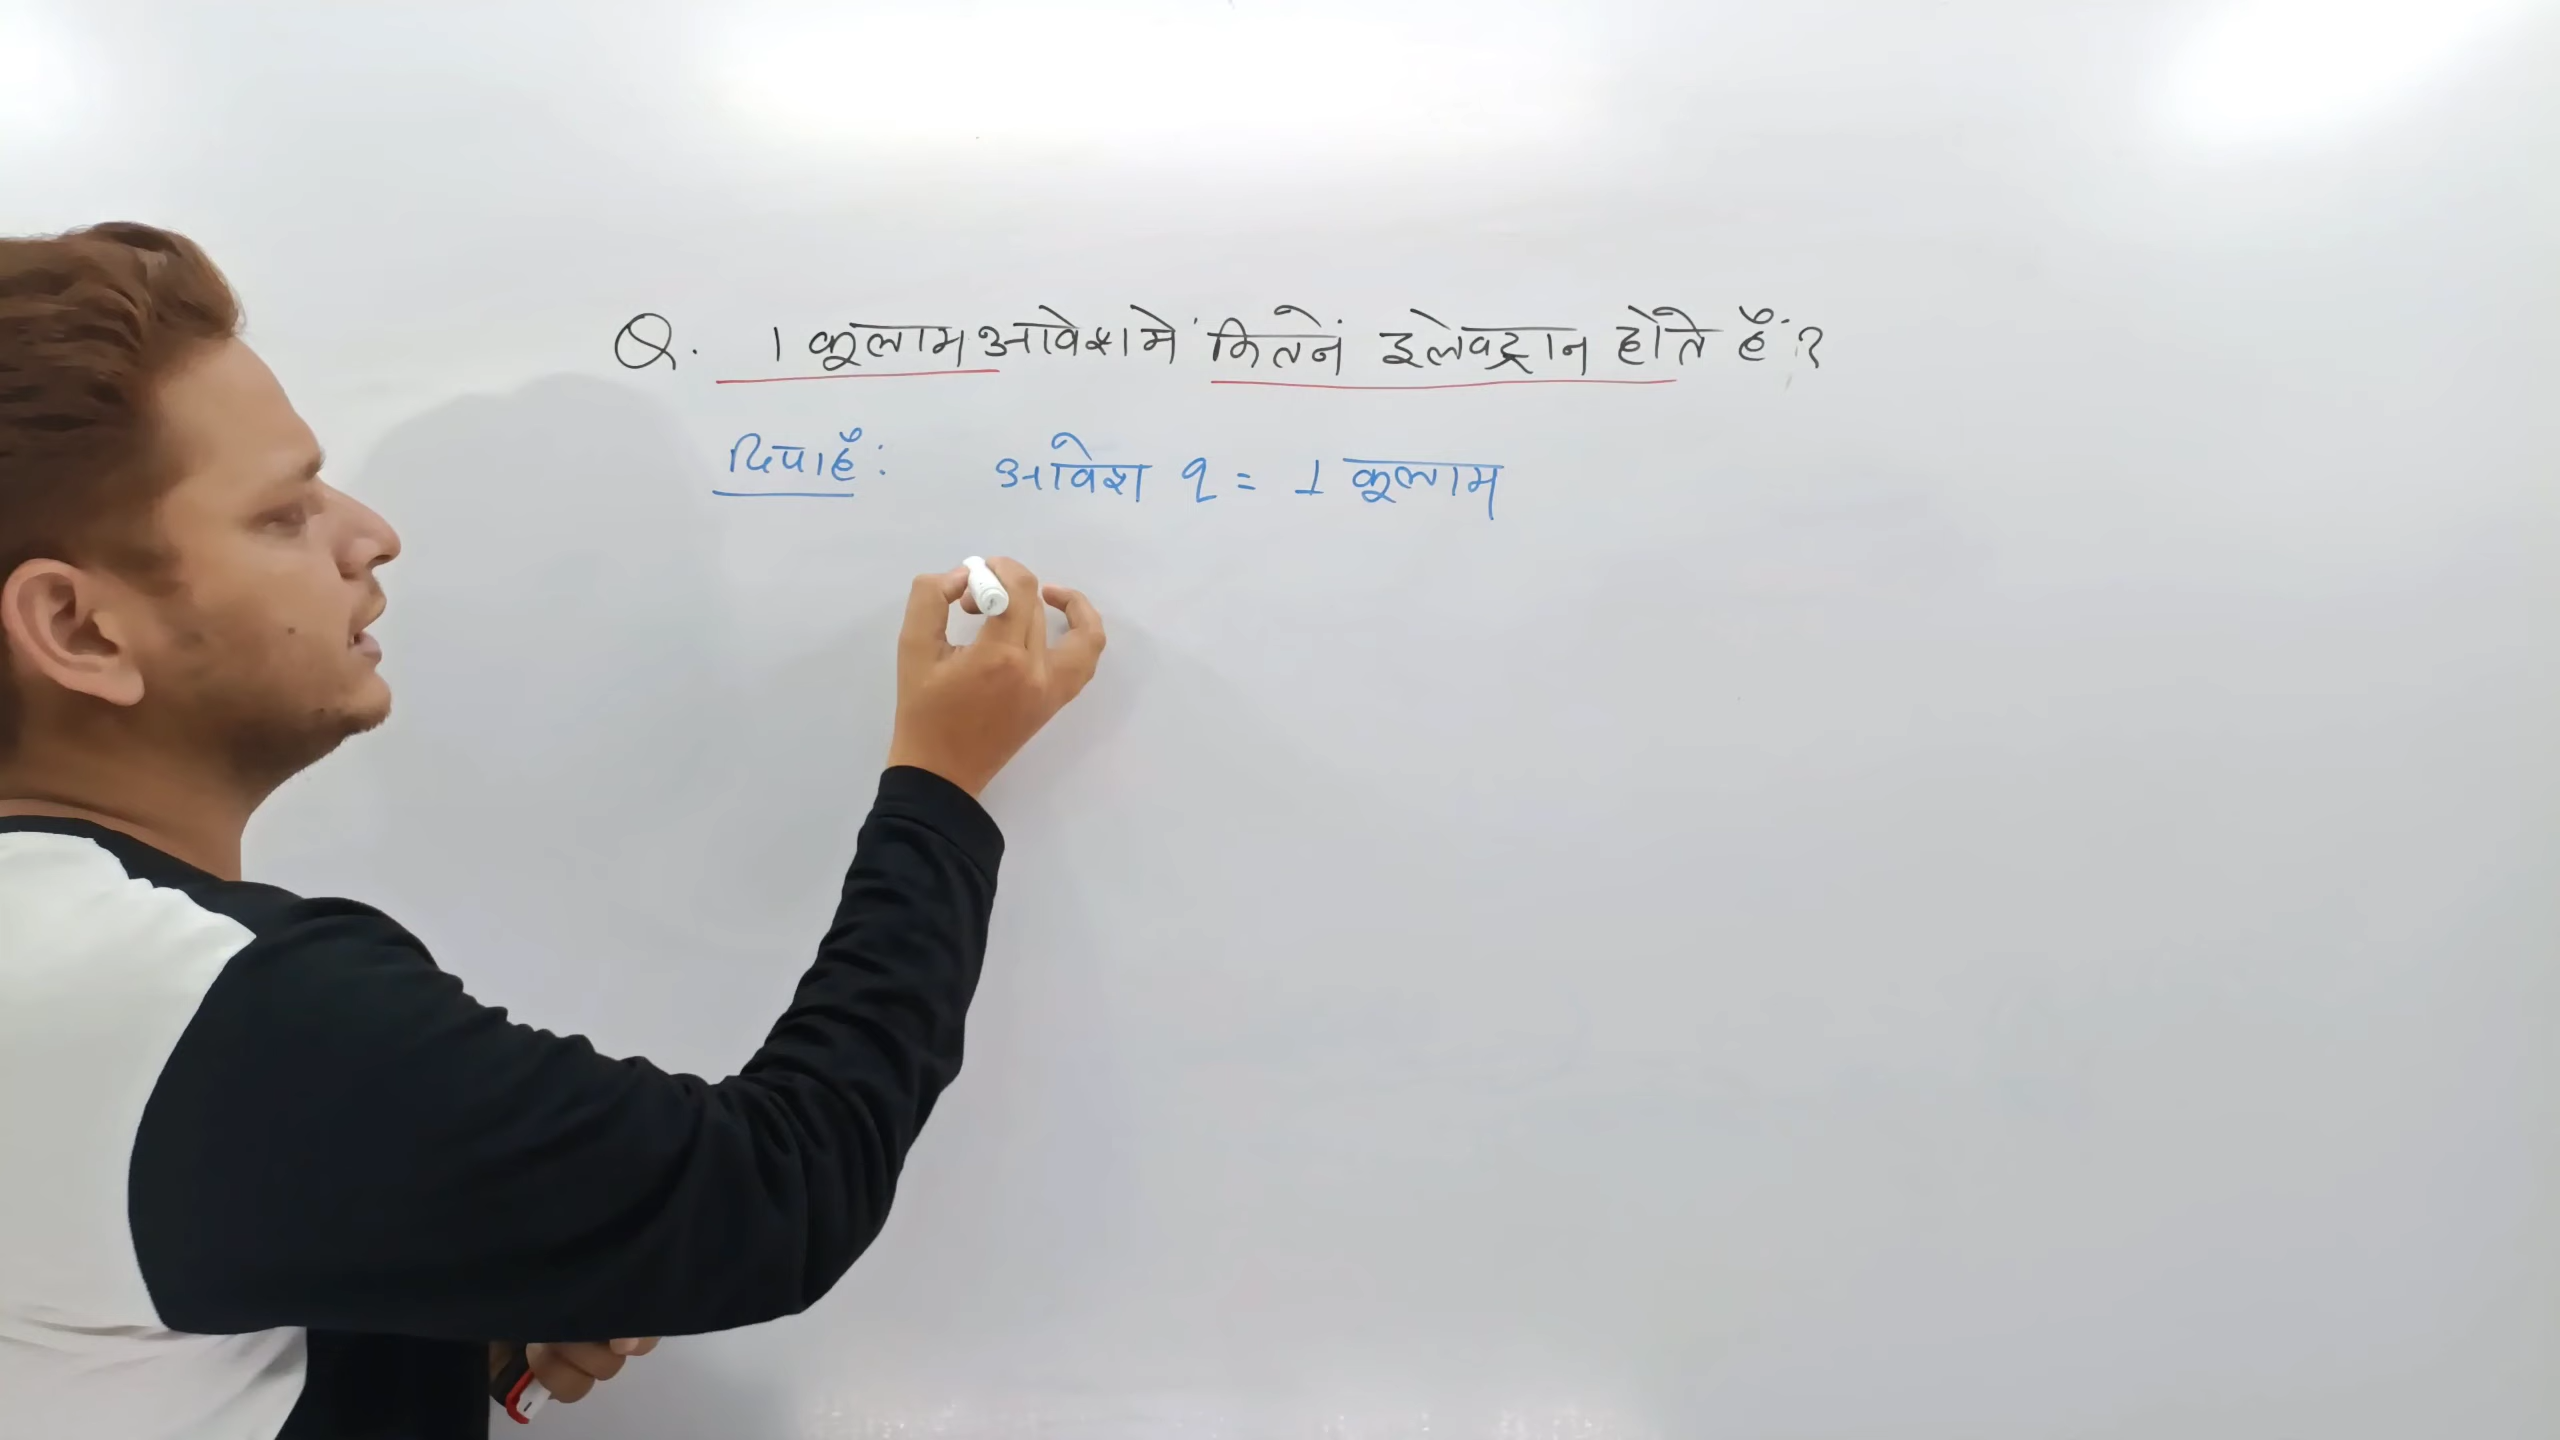 Q. 1 कूलाम आवेश मे कितनें इलेक्ट्रान होते हैं ?
दिया है : आवेश q = 1 कूलाम